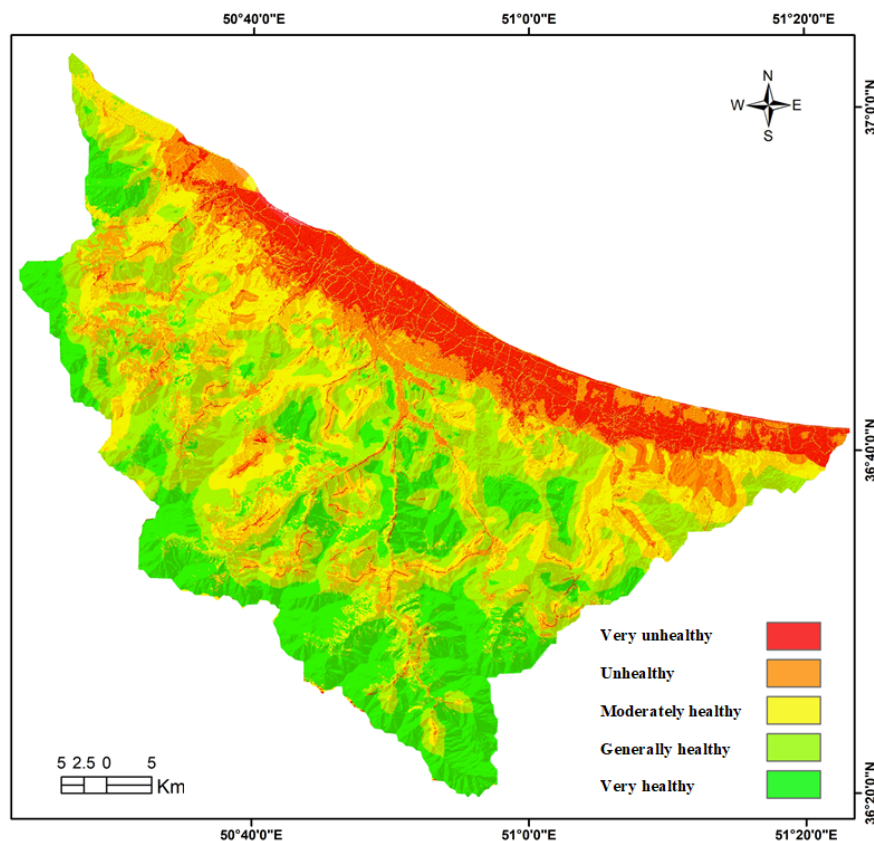 50°40'0"E 51°0'0"E 51°20'0"E
N
W E
S
37°0'0"N
36°40'0"N
36°20'0"N
Very unhealthy
Unhealthy
Moderately healthy
Generally healthy
Very healthy
5 2.5 0 5
Km
50°40'0"E 51°0'0"E 51°20'0"E